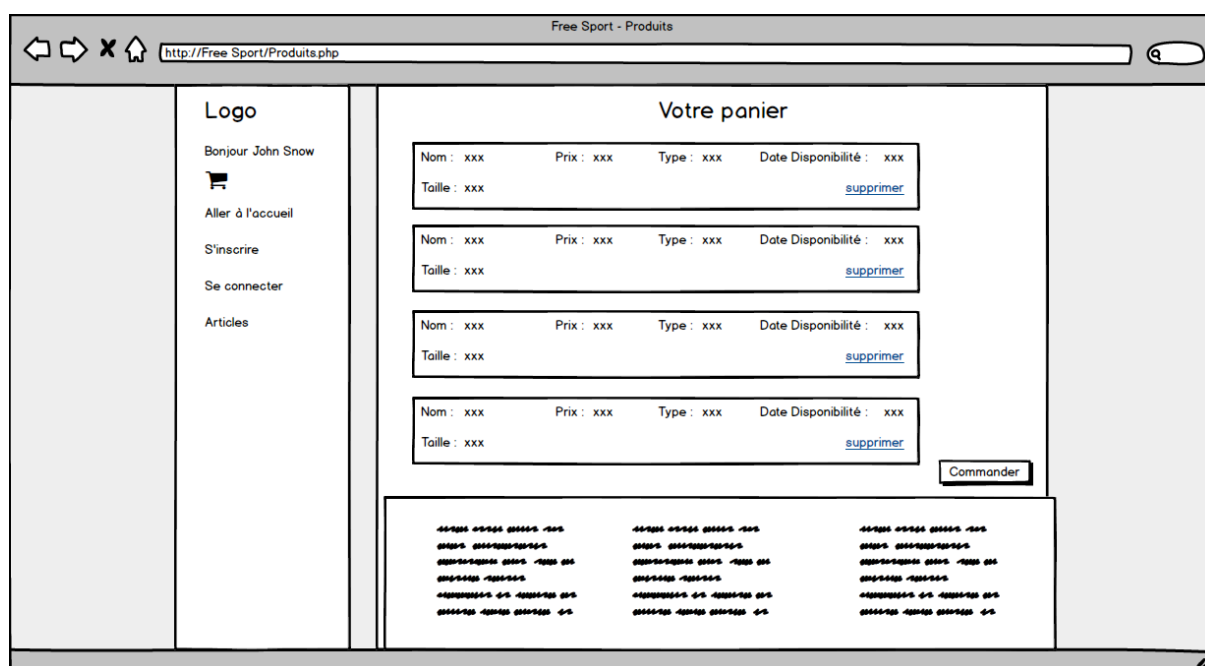 Free Sport - Produits
http://Free Sport/Produits.php
Logo
Bonjour John Snow
Aller à l'accueil
S'inscrire
Se connecter
Articles
Votre panier
Nom : xxx Prix : xxx Type : xxx Date Disponibilité : xxx
Taille : xxx supprimer
Nom : xxx Prix : xxx Type : xxx Date Disponibilité : xxx
Taille : xxx supprimer
Nom : xxx Prix : xxx Type : xxx Date Disponibilité : xxx
Taille : xxx supprimer
Nom : xxx Prix : xxx Type : xxx Date Disponibilité : xxx
Taille : xxx supprimer
Commander